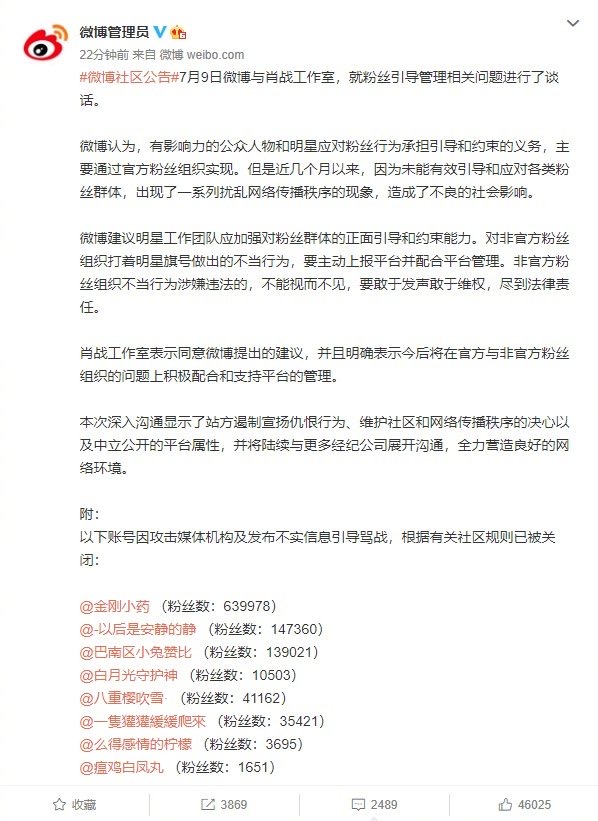 微博管理员
22分钟前 来自 微博 weibo.com
#微博社区公告#7月9日微博与肖战工作室，就粉丝引导管理相关问题进行了谈
话。
微博认为，有影响力的公众人物和明星应对粉丝行为承担引导和约束的义务，主
要通过官方粉丝组织实现。但是近几个月以来，因为未能有效引导和应对各类粉
丝群体，出现了一系列扰乱网络传播秩序的现象，造成了不良的社会影响。
微博建议明星工作团队应加强对粉丝群体的正面引导和约束能力。对非官方粉丝
组织打着明星旗号做出的不当行为，要主动上报平台并配合平台管理。非官方粉
丝组织不当行为涉嫌违法的，不能视而不见，要敢于发声敢于维权，尽到法律责
任。
肖战工作室表示同意微博提出的建议，并且明确表示今后将在官方与非官方粉丝
组织的问题上积极配合和支持平台的管理。
本次深入沟通显示了站方遏制宣扬仇恨行为、维护社区和网络传播秩序的决心以
及中立公开的平台属性，并将陆续与更多经纪公司展开沟通，全力营造良好的网
络环境。
附：
以下账号因攻击媒体机构及发布不实信息引导骂战，根据有关社区规则已被关
闭：
@金刚小药 （粉丝数：639978）
@-以后是安静的静 （粉丝数：147360）
@巴南区小兔赞比 （粉丝数：139021）
@白月光守护神 （粉丝数：10503）
@八重樱吹雪· （粉丝数：41162）
@一隻獾獾緩緩爬來 （粉丝数：35421）
@么得感情的柠檬 （粉丝数：3695）
@瘟鸡白凤丸 （粉丝数：1651）
收藏 3869 2489 46025